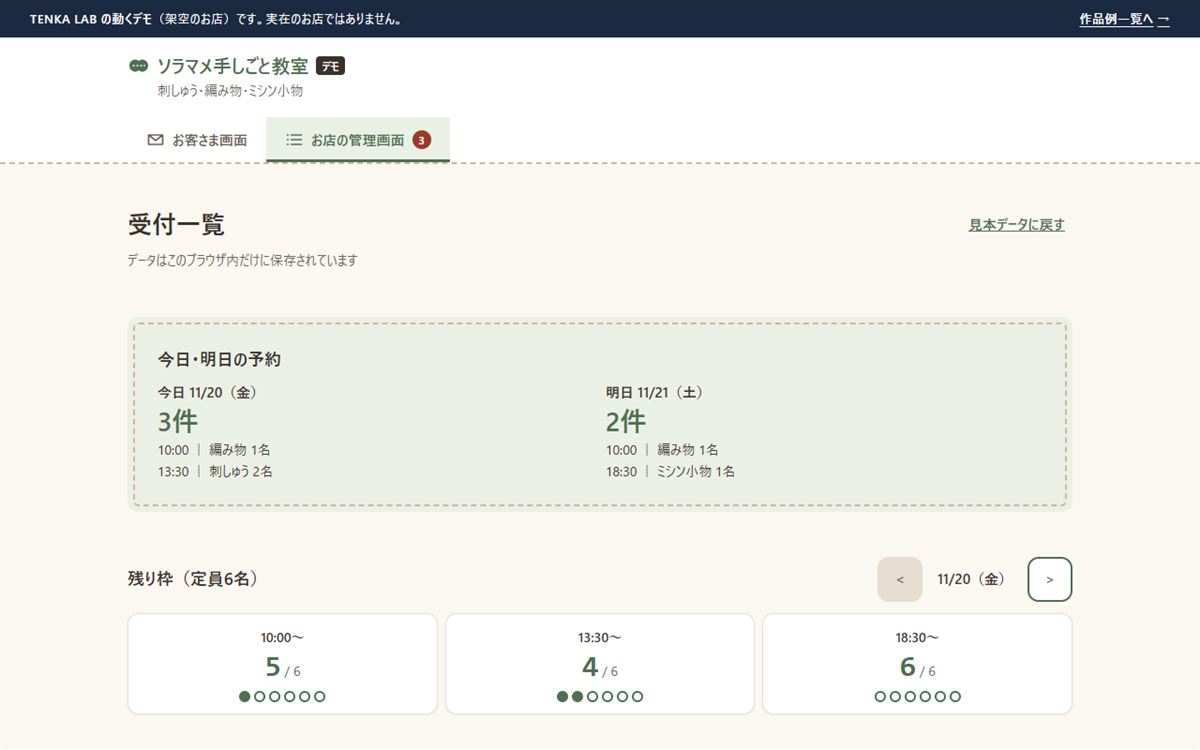 TENKA LAB の動くデモ（架空のお店）です。実在のお店ではありません。
作品例一覧へ →
ソラマメ手しごと教室 デモ
刺しゅう・編み物・ミシン小物
お客さま画面
お店の管理画面 3
受付一覧
見本データに戻す
データはこのブラウザ内だけに保存されています
今日・明日の予約
今日 11/20（金）
3件
10:00 ｜ 編み物 1名
13:30 ｜ 刺しゅう 2名
明日 11/21（土）
2件
10:00 ｜ 編み物 1名
18:30 ｜ ミシン小物 1名
残り枠（定員6名）
< 11/20（金） >
10:00〜
5 / 6
13:30〜
4 / 6
18:30〜
6 / 6